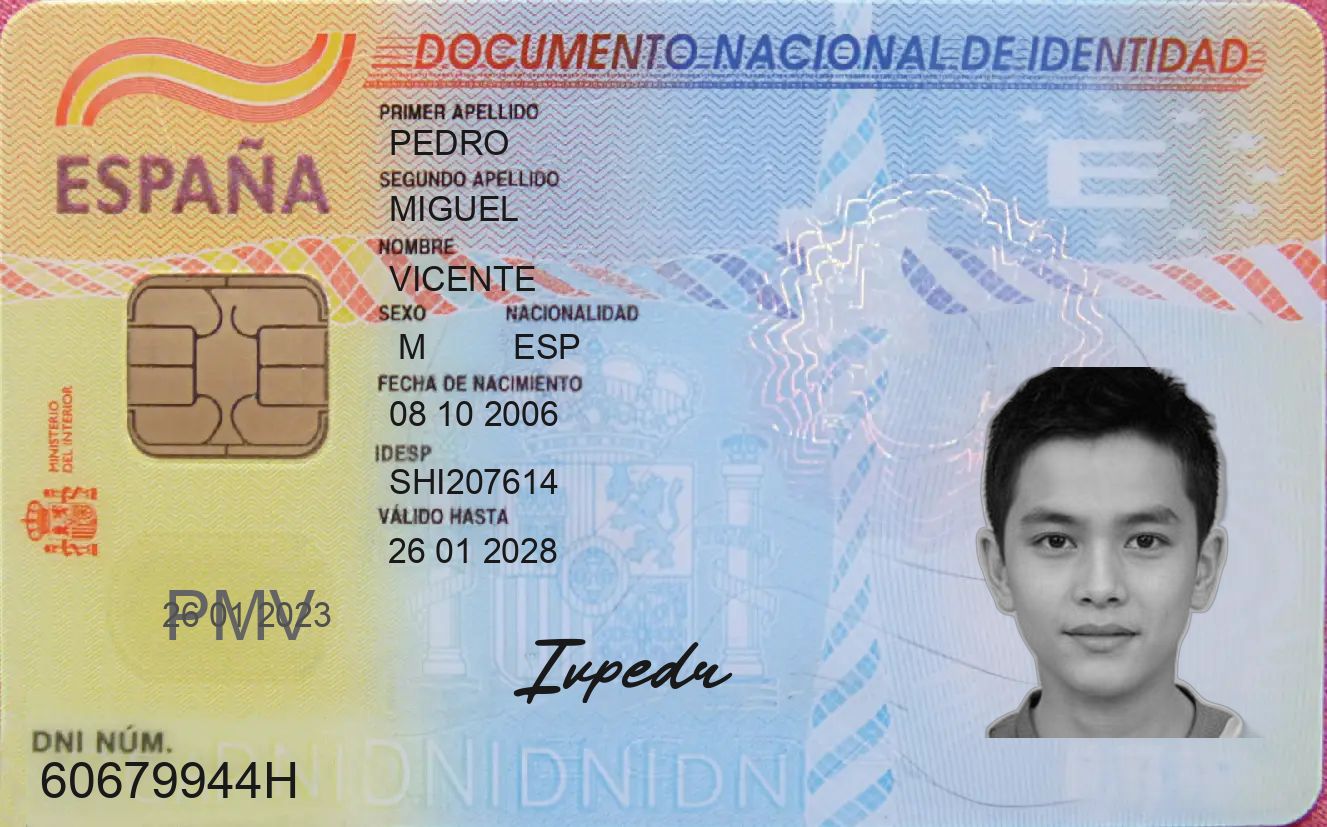 DOCUMENTO NACIONAL DE IDENTIDAD
ESPAÑA
PRIMER APELLIDO
PEDRO
SEGUNDO APELLIDO
MIGUEL
NOMBRE
VICENTE
SEXO NACIONALIDAD
M ESP
FECHA DE NACIMIENTO
08 10 2006
IDESP
SHI207614
VÁLIDO HASTA
26 01 2028
MINISTERIO
DEL INTERIOR
E
PMV
26 01 2023
Ivpedu
DNI NÚM.
60679944H
DNIDNIDNIDNI